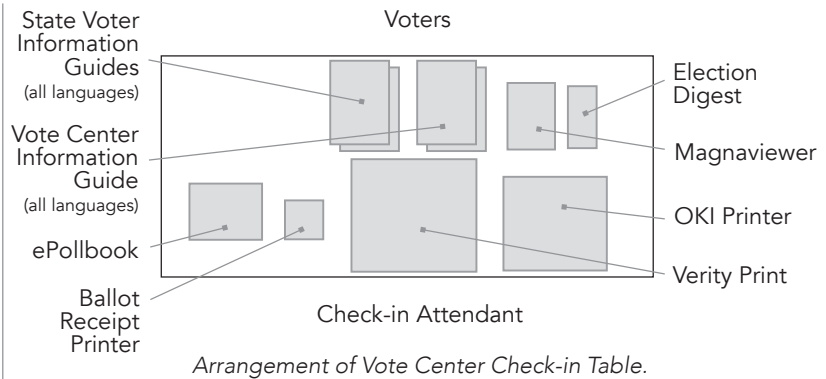 State Voter
Information
Guides
(all languages)
Vote Center
Information
Guide
(all languages)
ePollbook
Ballot
Receipt
Printer
Voters
Election
Digest
Magnaviewer
OKI Printer
Verity Print
Check-in Attendant
Arrangement of Vote Center Check-in Table.